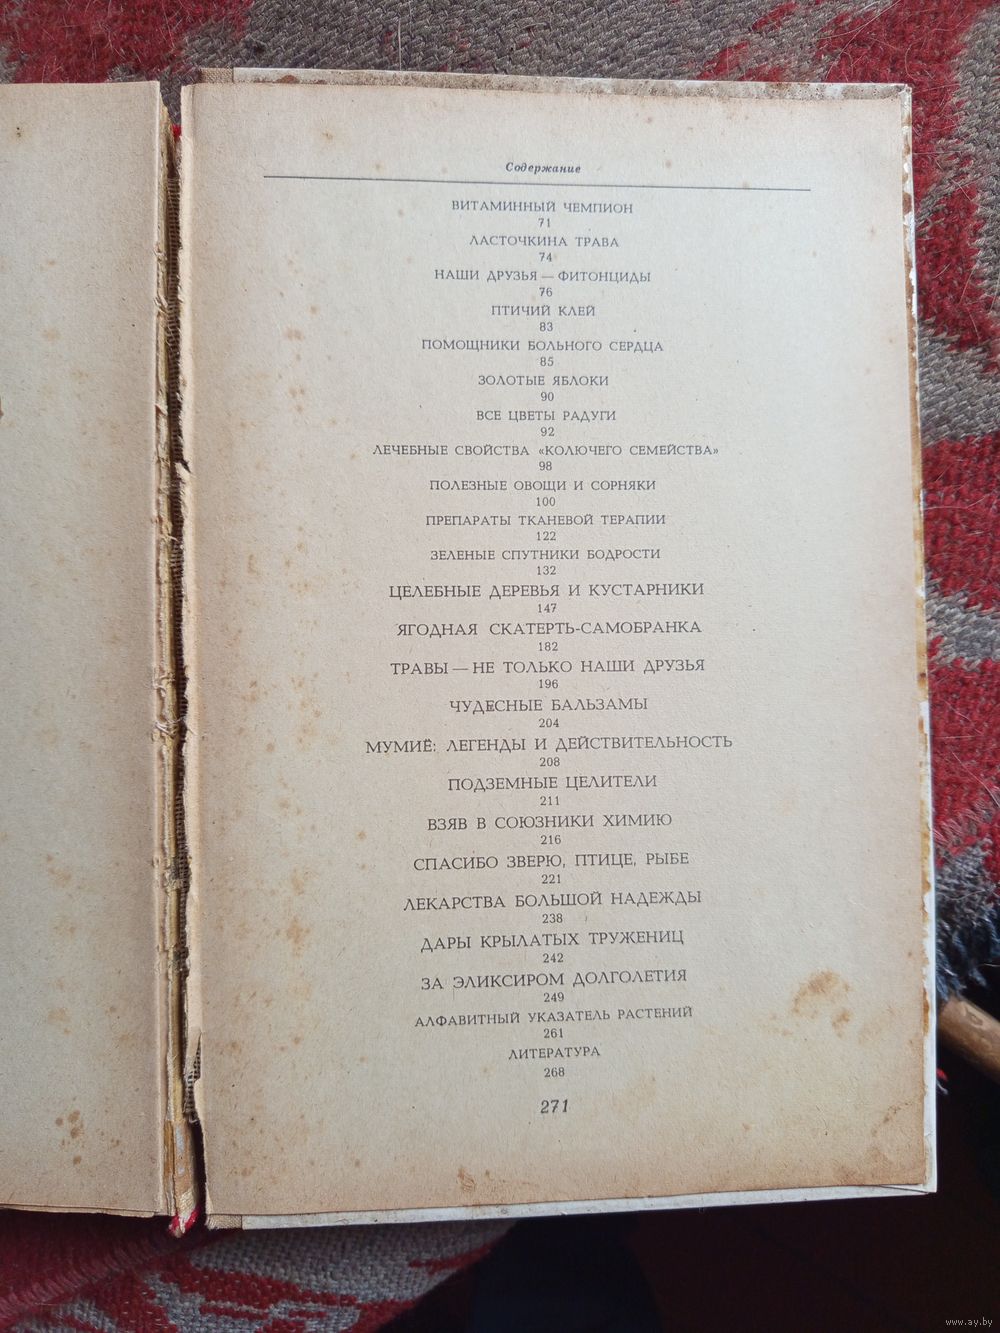 Содержание
ВИТАМИННЫЙ ЧЕМПИОН
71
ЛАСТОЧКИНА ТРАВА
74
НАШИ ДРУЗЬЯ — ФИТОНЦИДЫ
76
ПТИЧИЙ КЛЕЙ
83
ПОМОЩНИКИ БОЛЬНОГО СЕРДЦА
85
ЗОЛОТЫЕ ЯБЛОКИ
90
ВСЕ ЦВЕТЫ РАДУГИ
92
ЛЕЧЕБНЫЕ СВОЙСТВА «КОЛЮЧЕГО СЕМЕЙСТВА»
98
ПОЛЕЗНЫЕ ОВОЩИ И СОРНЯКИ
100
ПРЕПАРАТЫ ТКАНЕВОЙ ТЕРАПИИ
122
ЗЕЛЕНЫЕ СПУТНИКИ БОДРОСТИ
132
ЦЕЛЕБНЫЕ ДЕРЕВЬЯ И КУСТАРНИКИ
147
ЯГОДНАЯ СКАТЕРТЬ-САМОБРАНКА
182
ТРАВЫ — НЕ ТОЛЬКО НАШИ ДРУЗЬЯ
196
ЧУДЕСНЫЕ БАЛЬЗАМЫ
204
МУМИЁ: ЛЕГЕНДЫ И ДЕЙСТВИТЕЛЬНОСТЬ
208
ПОДЗЕМНЫЕ ЦЕЛИТЕЛИ
211
ВЗЯВ В СОЮЗНИКИ ХИМИЮ
216
СПАСИБО ЗВЕРЮ, ПТИЦЕ, РЫБЕ
221
ЛЕКАРСТВА БОЛЬШОЙ НАДЕЖДЫ
238
ДАРЫ КРЫЛАТЫХ ТРУЖЕНИЦ
242
ЗА ЭЛИКСИРОМ ДОЛГОЛЕТИЯ
249
АЛФАВИТНЫЙ УКАЗАТЕЛЬ РАСТЕНИЙ
261
ЛИТЕРАТУРА
268
271
www.ay.by